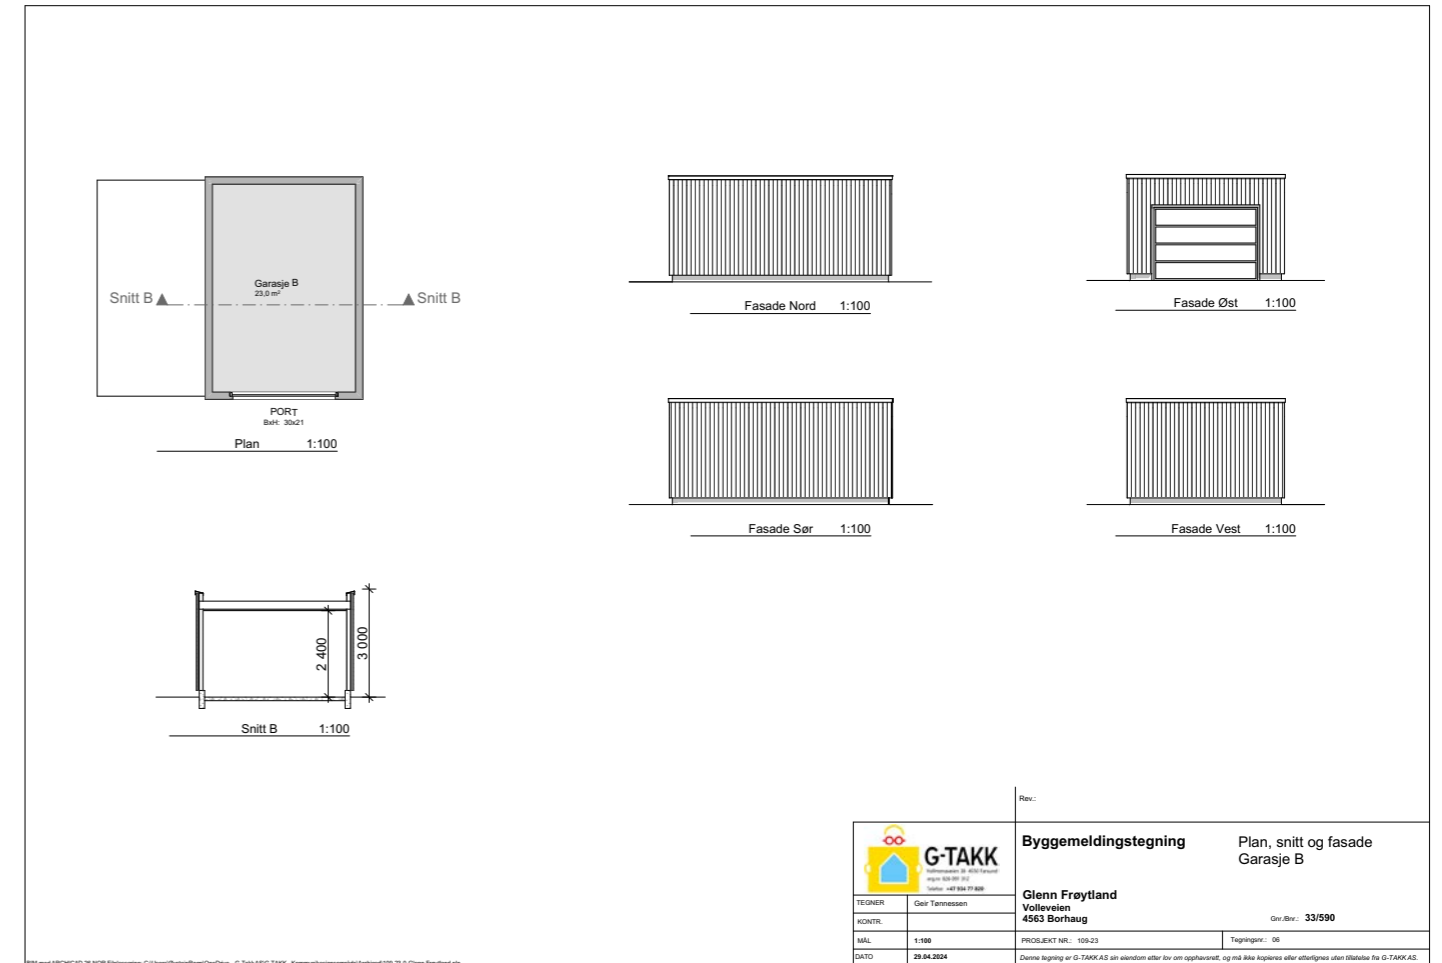 Garasje B
23,0 m²
Snitt B
Snitt B
PORT
BxH: 30x21
Plan 1:100
Fasade Nord 1:100
Fasade Øst 1:100
Fasade Sør 1:100
Fasade Vest 1:100
2 400
3 000
Snitt B 1:100
Rev.:
G-TAKK
Byggemeldingstegning
Plan, snitt og fasade
Garasje B
Glenn Frøytland
Volleveien
4563 Borhaug
Gnr./Bnr.: 33/590
TEGNER Geir Tønnessen
KONTR.
MÅL 1:100
PROSJEKT NR.: 109-23
Tegningsnr.: 06
DATO 29.04.2024
Denne tegning er G-TAKK AS sin eiendom etter lov om opphavsrett, og må ikke kopieres eller etterlignes uten tillatelse fra G-TAKK AS.